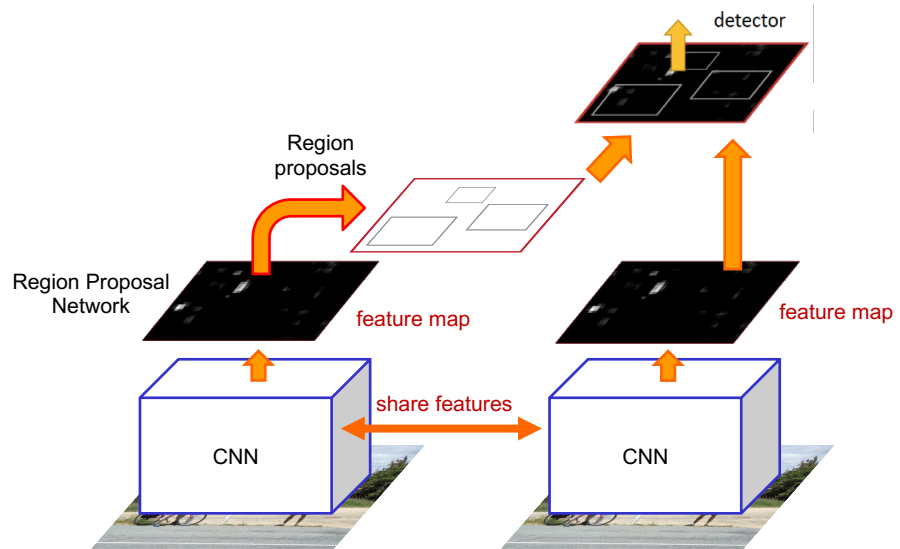 detector
Region
proposals
Region Proposal
Network
feature map
feature map
share features
CNN
CNN